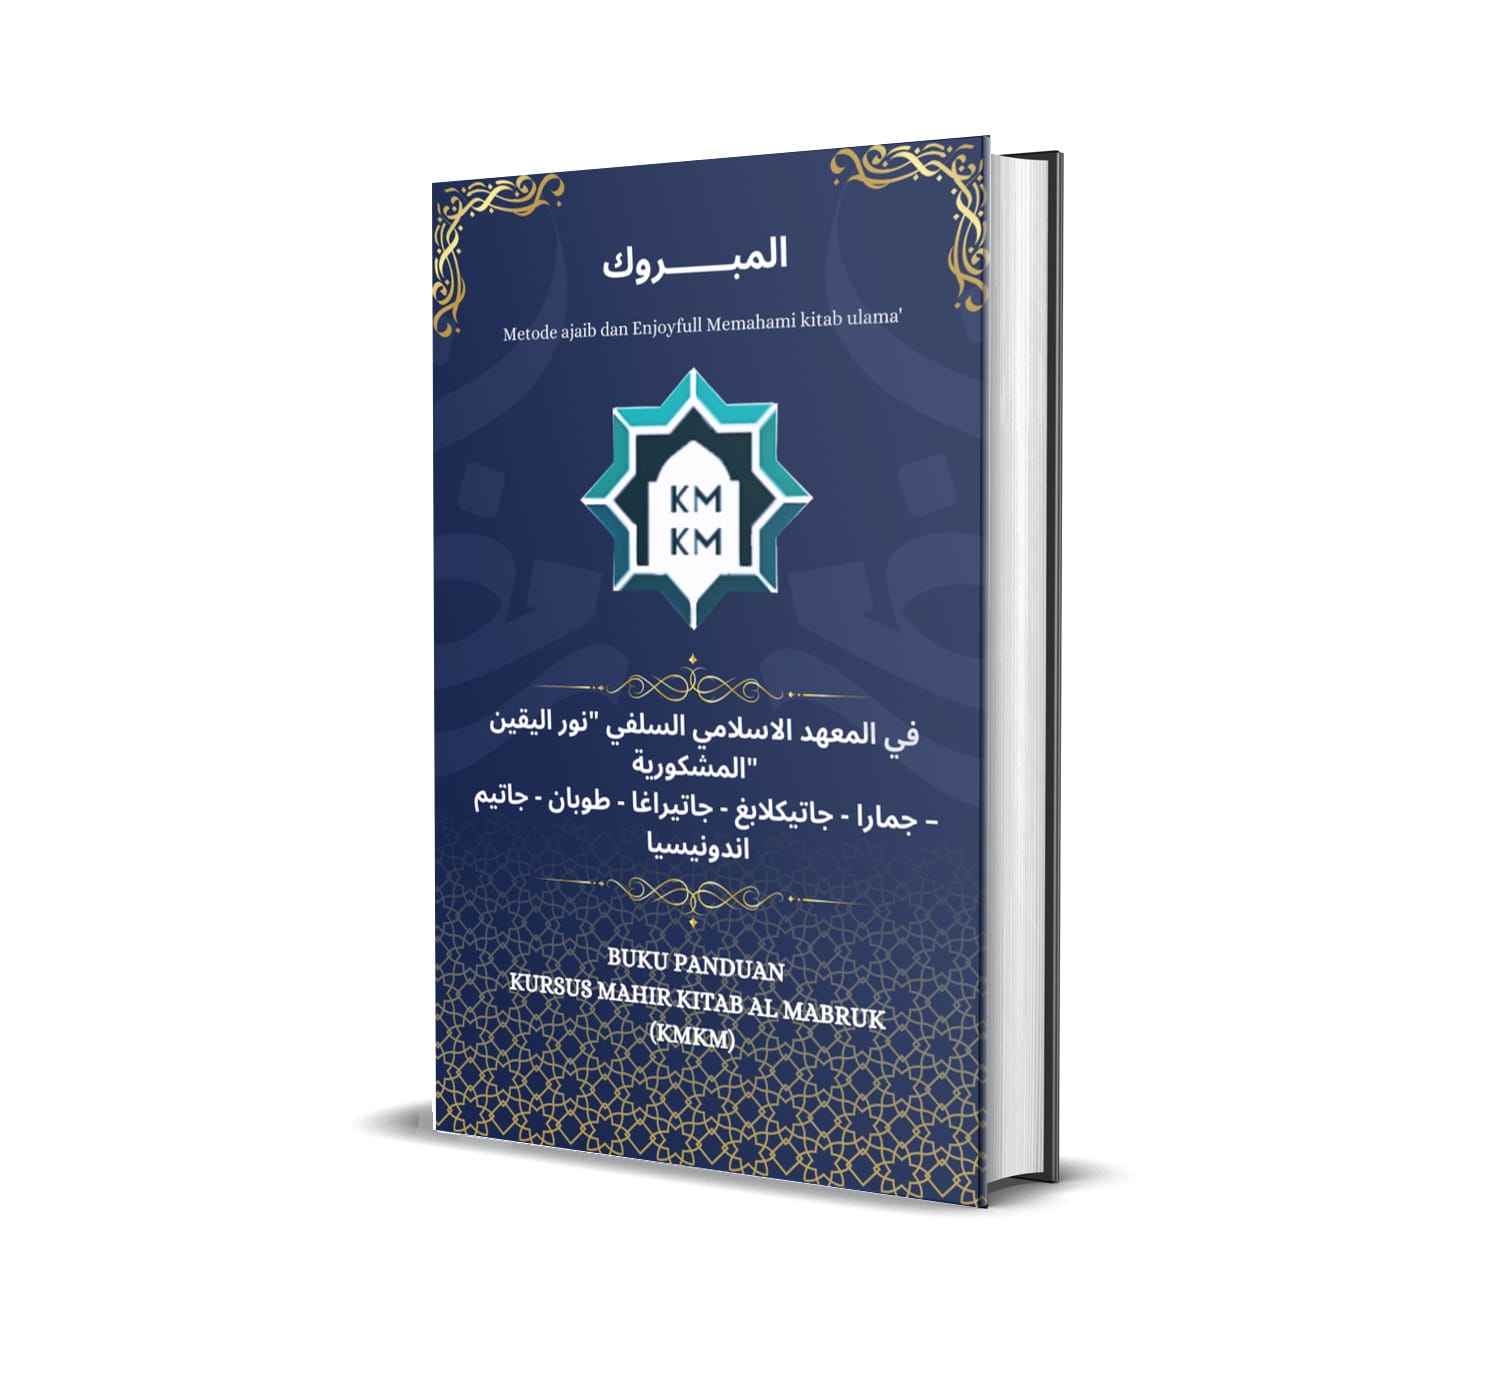 المبـــــــروك
Metode ajaib dan Enjoyfull Memahami kitab ulama'
KM
KM
في المعهد الاسلامي السلفي "نور اليقين
المشكورية"
– جمارا - جاتيكلابغ - جاتيراغا - طوبان - جاتيم
اندونيسيا
BUKU PANDUAN
KURSUS MAHIR KITAB AL MABRUK
(KMKM)